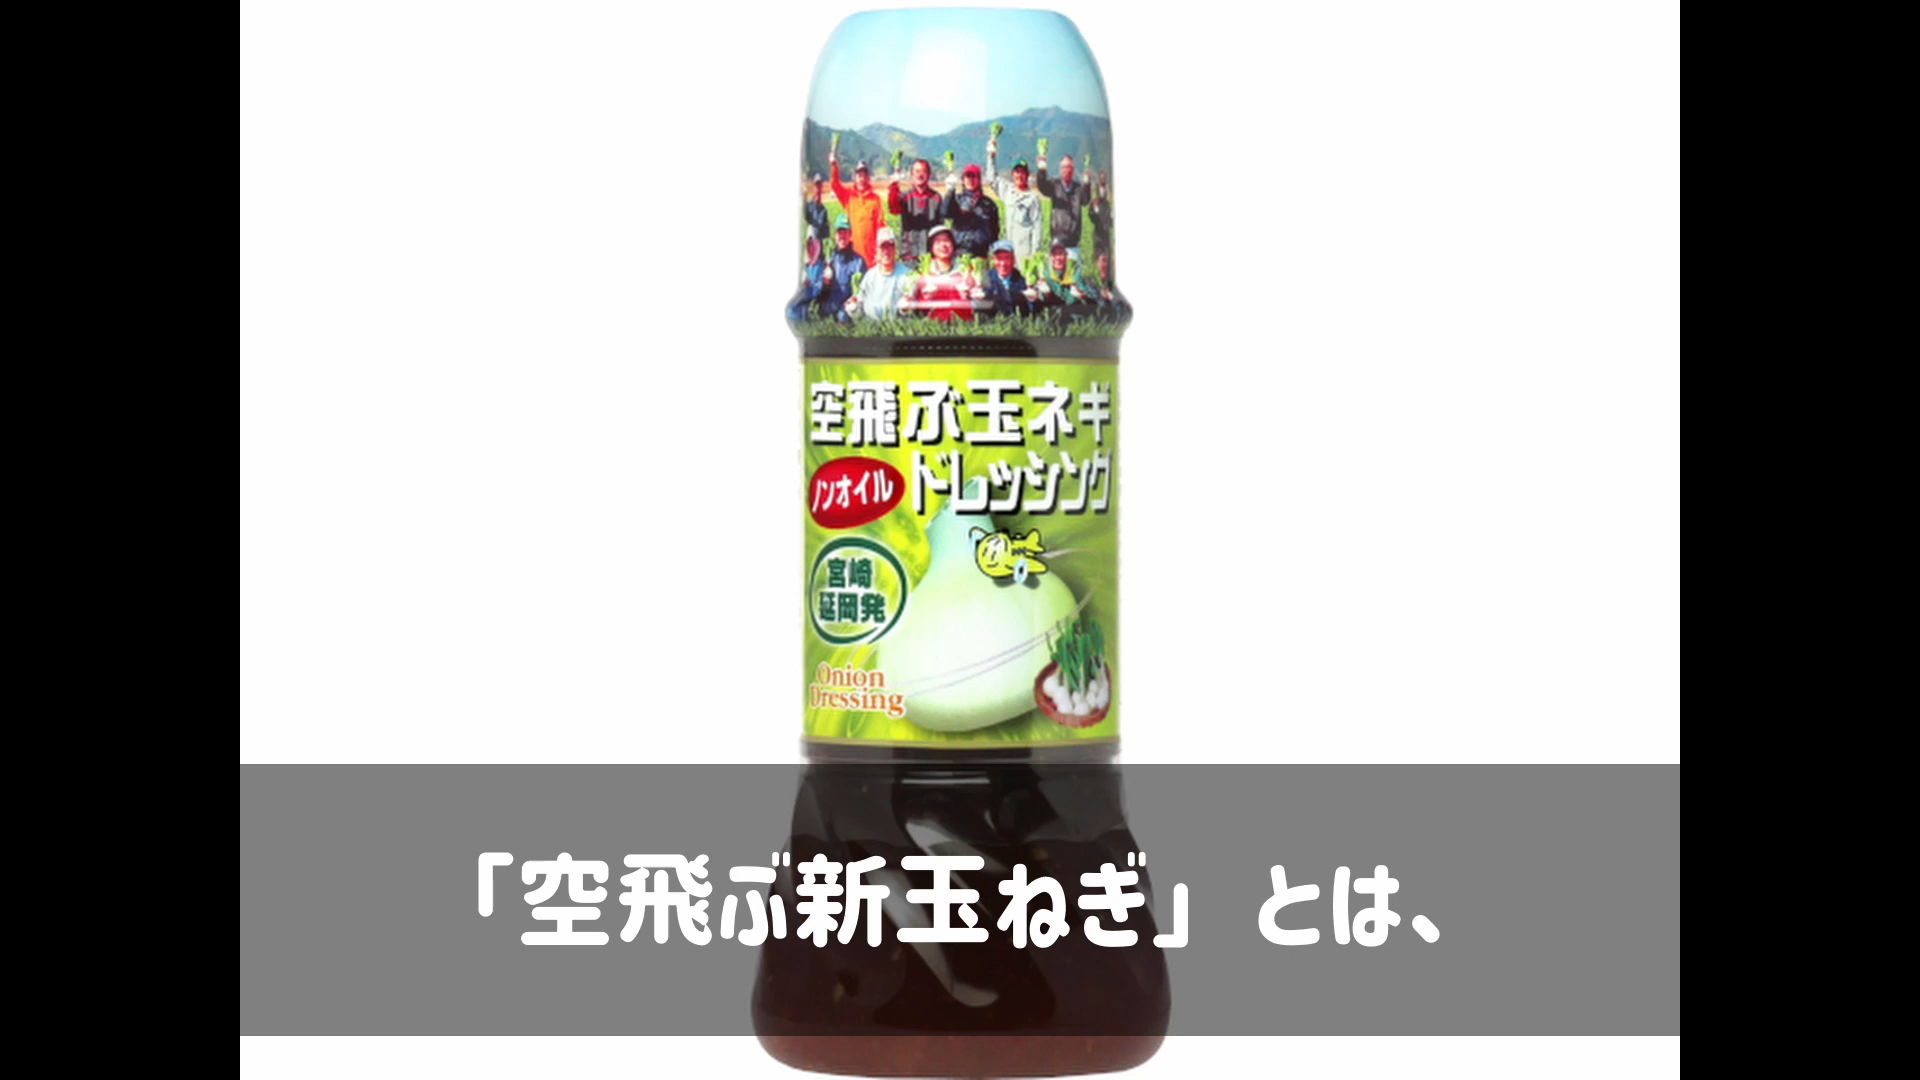 空飛ぶ玉ネギ
ノンオイル ドレッシング
宮崎
延岡発
Onion
Dressing
「空飛ぶ新玉ねぎ」とは、